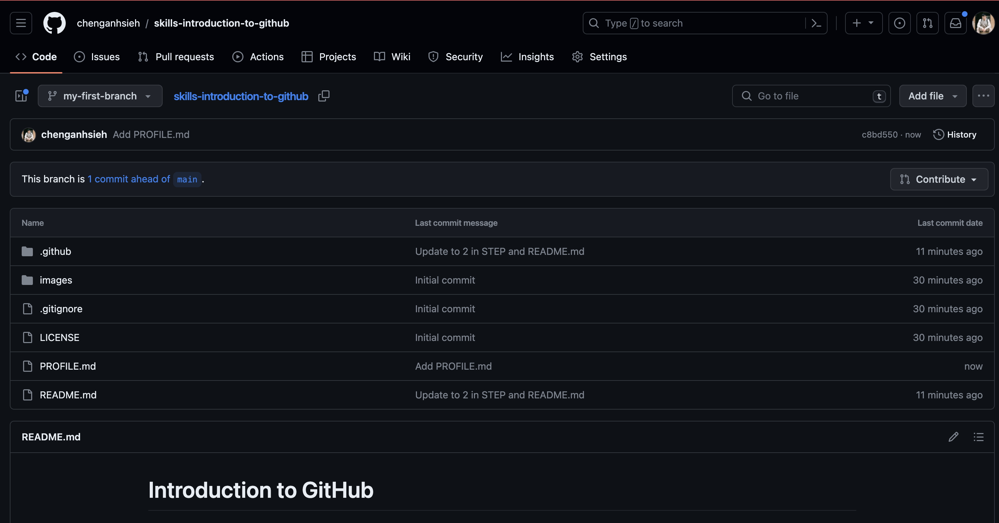 chenganhsieh / skills-introduction-to-github Type / to search
Code Issues Pull requests Actions Projects Wiki Security Insights Settings
my-first-branch skills-introduction-to-github Go to file t Add file
chenganhsieh Add PROFILE.md c8bd550 · now History
This branch is 1 commit ahead of main . Contribute
Name Last commit message Last commit date
.github Update to 2 in STEP and README.md 11 minutes ago
images Initial commit 30 minutes ago
.gitignore Initial commit 30 minutes ago
LICENSE Initial commit 30 minutes ago
PROFILE.md Add PROFILE.md now
README.md Update to 2 in STEP and README.md 11 minutes ago
README.md
Introduction to GitHub